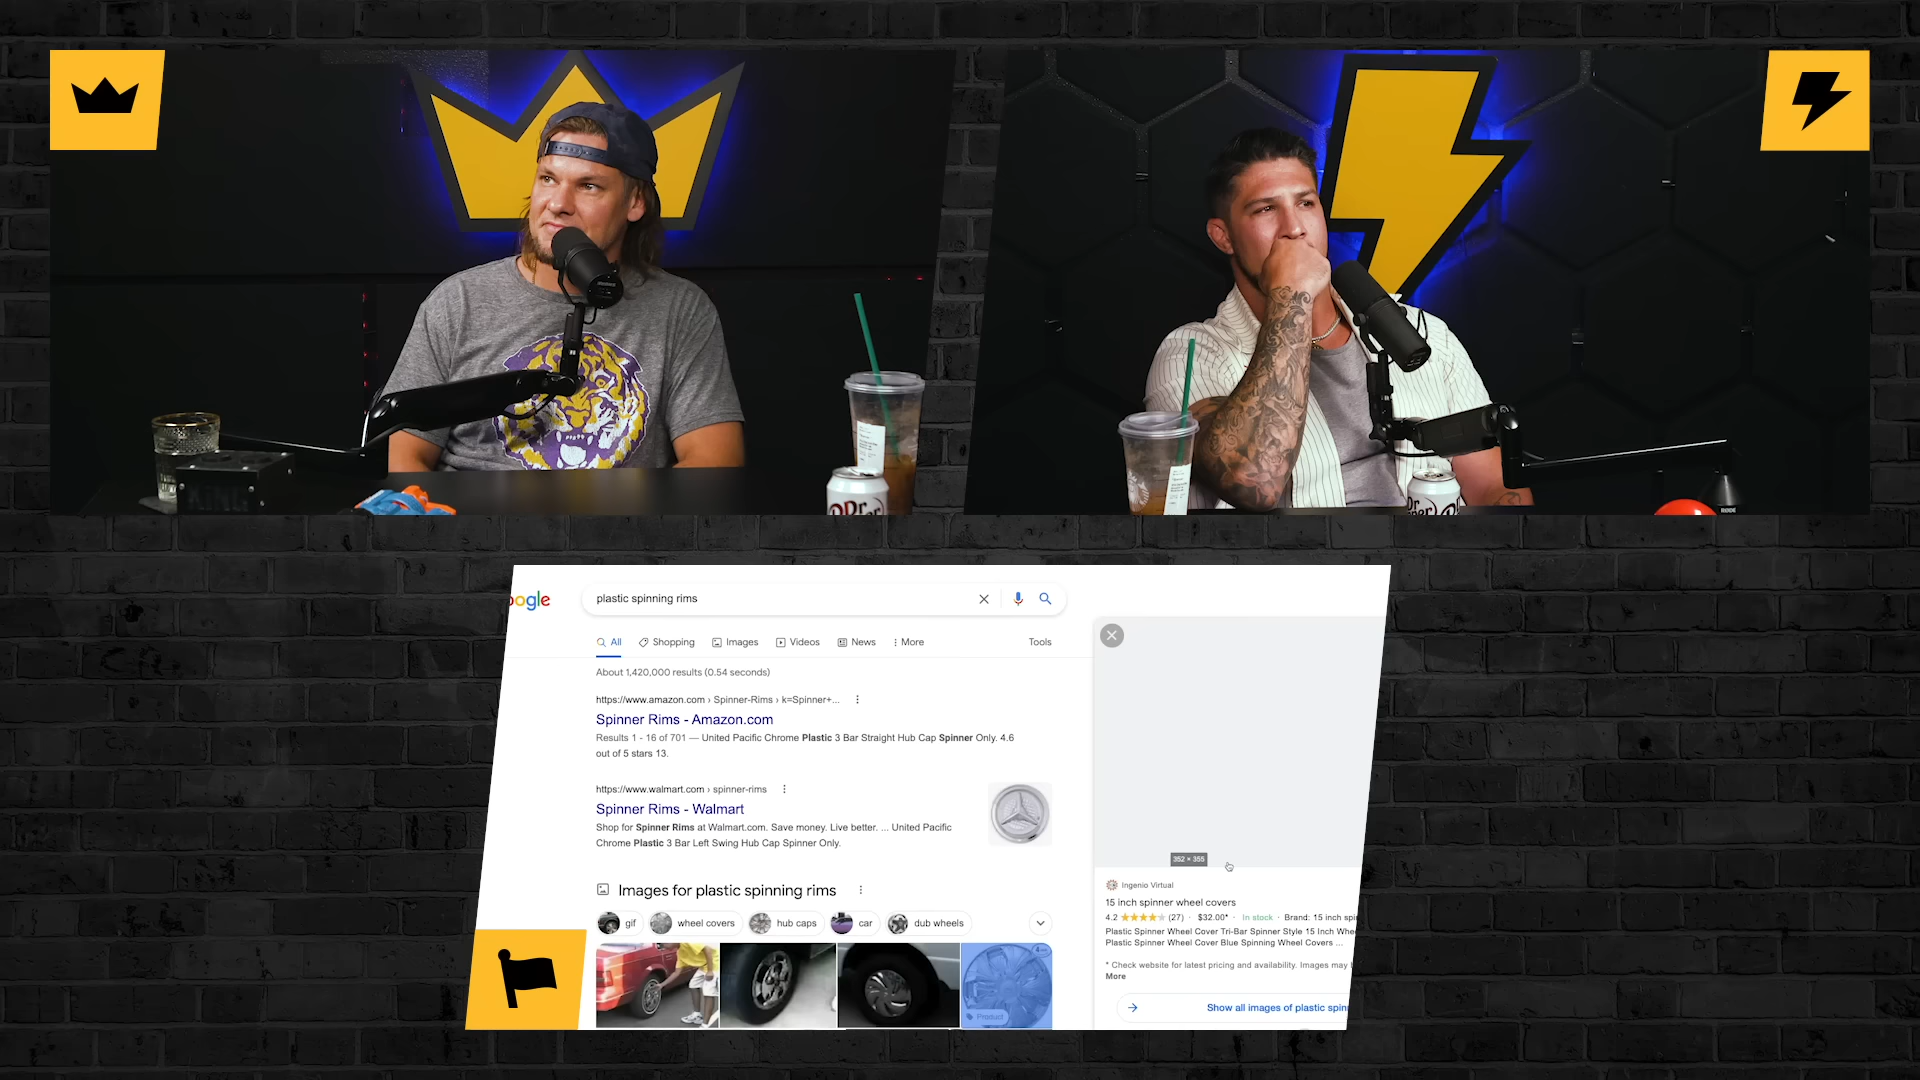 oogle
plastic spinning rims
All
Shopping
Images
Videos
News
More
Tools
About 1,420,000 results (0.54 seconds)
https://www.amazon.com › Spinner-Rims › k=Spinner+...
Spinner Rims - Amazon.com
Results 1 - 16 of 701 — United Pacific Chrome Plastic 3 Bar Straight Hub Cap Spinner Only. 4.6
out of 5 stars 13.
https://www.walmart.com › spinner-rims
Spinner Rims - Walmart
Shop for Spinner Rims at Walmart.com. Save money. Live better. ... United Pacific
Chrome Plastic 3 Bar Left Swing Hub Cap Spinner Only.
Images for plastic spinning rims
gif
wheel covers
hub caps
car
dub wheels
Product
352 × 355
Ingenio Virtual
15 inch spinner wheel covers
4.2 (27) · $32.00* · In stock · Brand: 15 inch spi
Plastic Spinner Wheel Cover Tri-Bar Spinner Style 15 Inch Whe
Plastic Spinner Wheel Cover Blue Spinning Wheel Covers ...
* Check website for latest pricing and availability. Images may
More
Show all images of plastic spin
RØDE